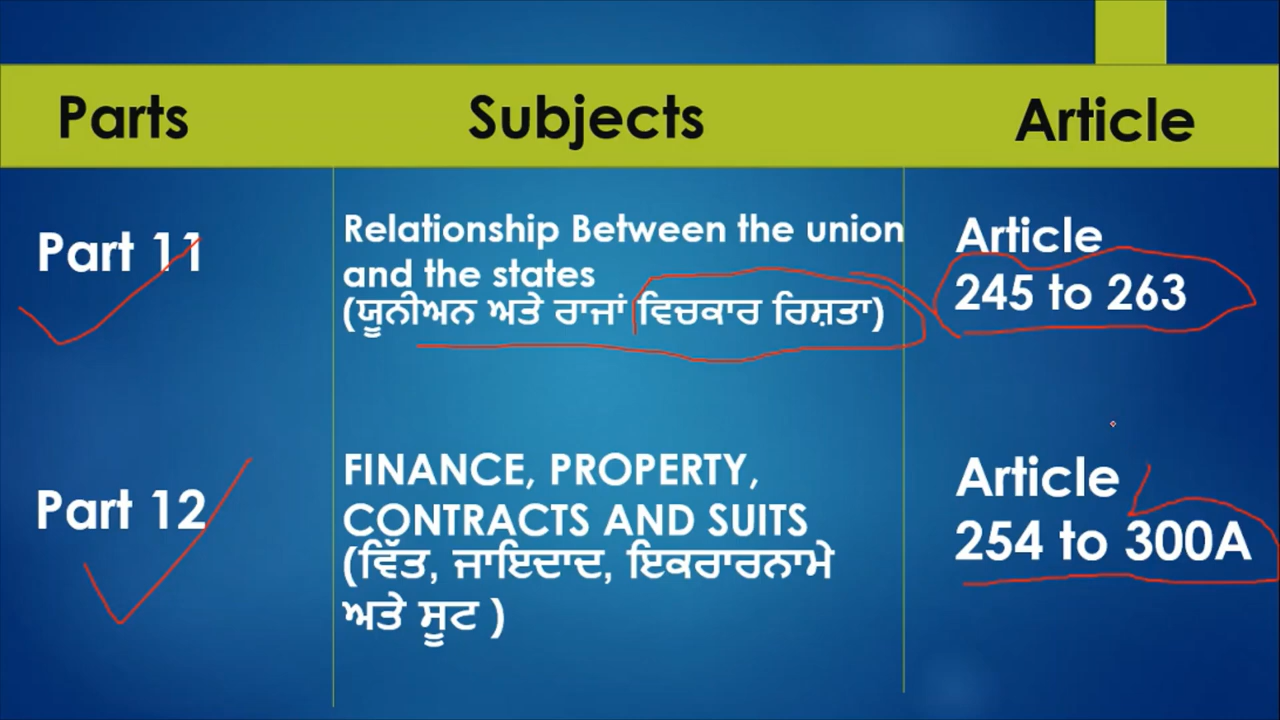 Parts Subjects Article
Part 11
Relationship Between the union
and the states
(ਯੂਨੀਅਨ ਅਤੇ ਰਾਜਾਂ ਵਿਚਕਾਰ ਰਿਸ਼ਤਾ)
Article
245 to 263
Part 12
FINANCE, PROPERTY,
CONTRACTS AND SUITS
(ਵਿੱਤ, ਜਾਇਦਾਦ, ਇਕਰਾਰਨਾਮੇ
ਅਤੇ ਸੂਟ )
Article
254 to 300A